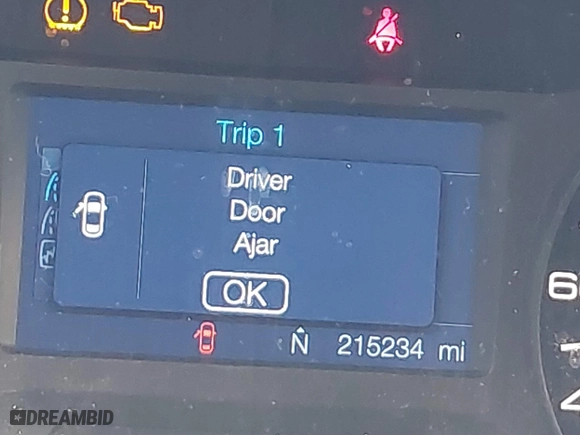 Trip 1
Driver
Door
Ajar
OK
N 215234 mi
DREAMBID